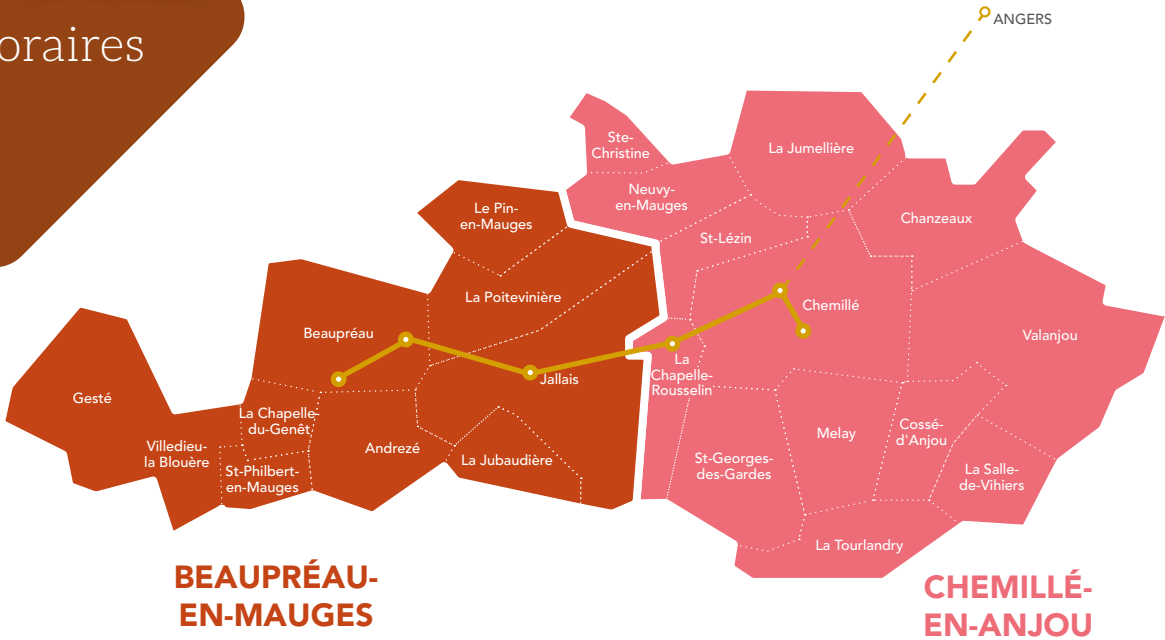 oraires
ANGERS
Ste-
Christine
La Jumellière
Neuvy-
en-Mauges
Le Pin-
en-Mauges
Chanzeaux
St-Lézin
La Poitevinière
Chemillé
Beaupréau
Valanjou
La
Chapelle-
Rousselin
Jallais
Gesté
La Chapelle-
du-Genêt
Villedieu-
la Blouère
Andrezé
Melay
Cossé-
d'Anjou
La Jubaudière
St-Georges-
des-Gardes
St-Philbert-
en-Mauges
La Salle-
de-Vihiers
La Tourlandry
BEAUPRÉAU-
EN-MAUGES
CHEMILLÉ-
EN-ANJOU